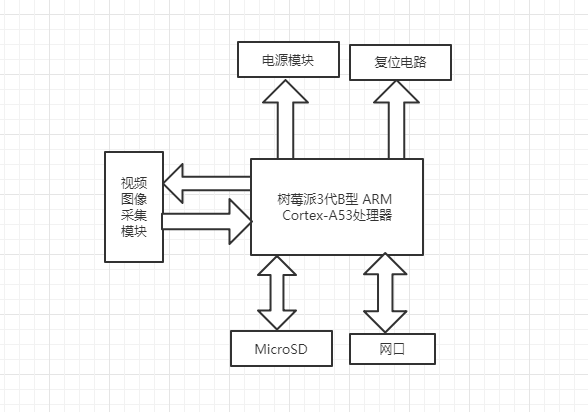 电源模块
复位电路
视频
图像
采集
模块
树莓派3代B型 ARM
Cortex-A53处理器
MicroSD
网口